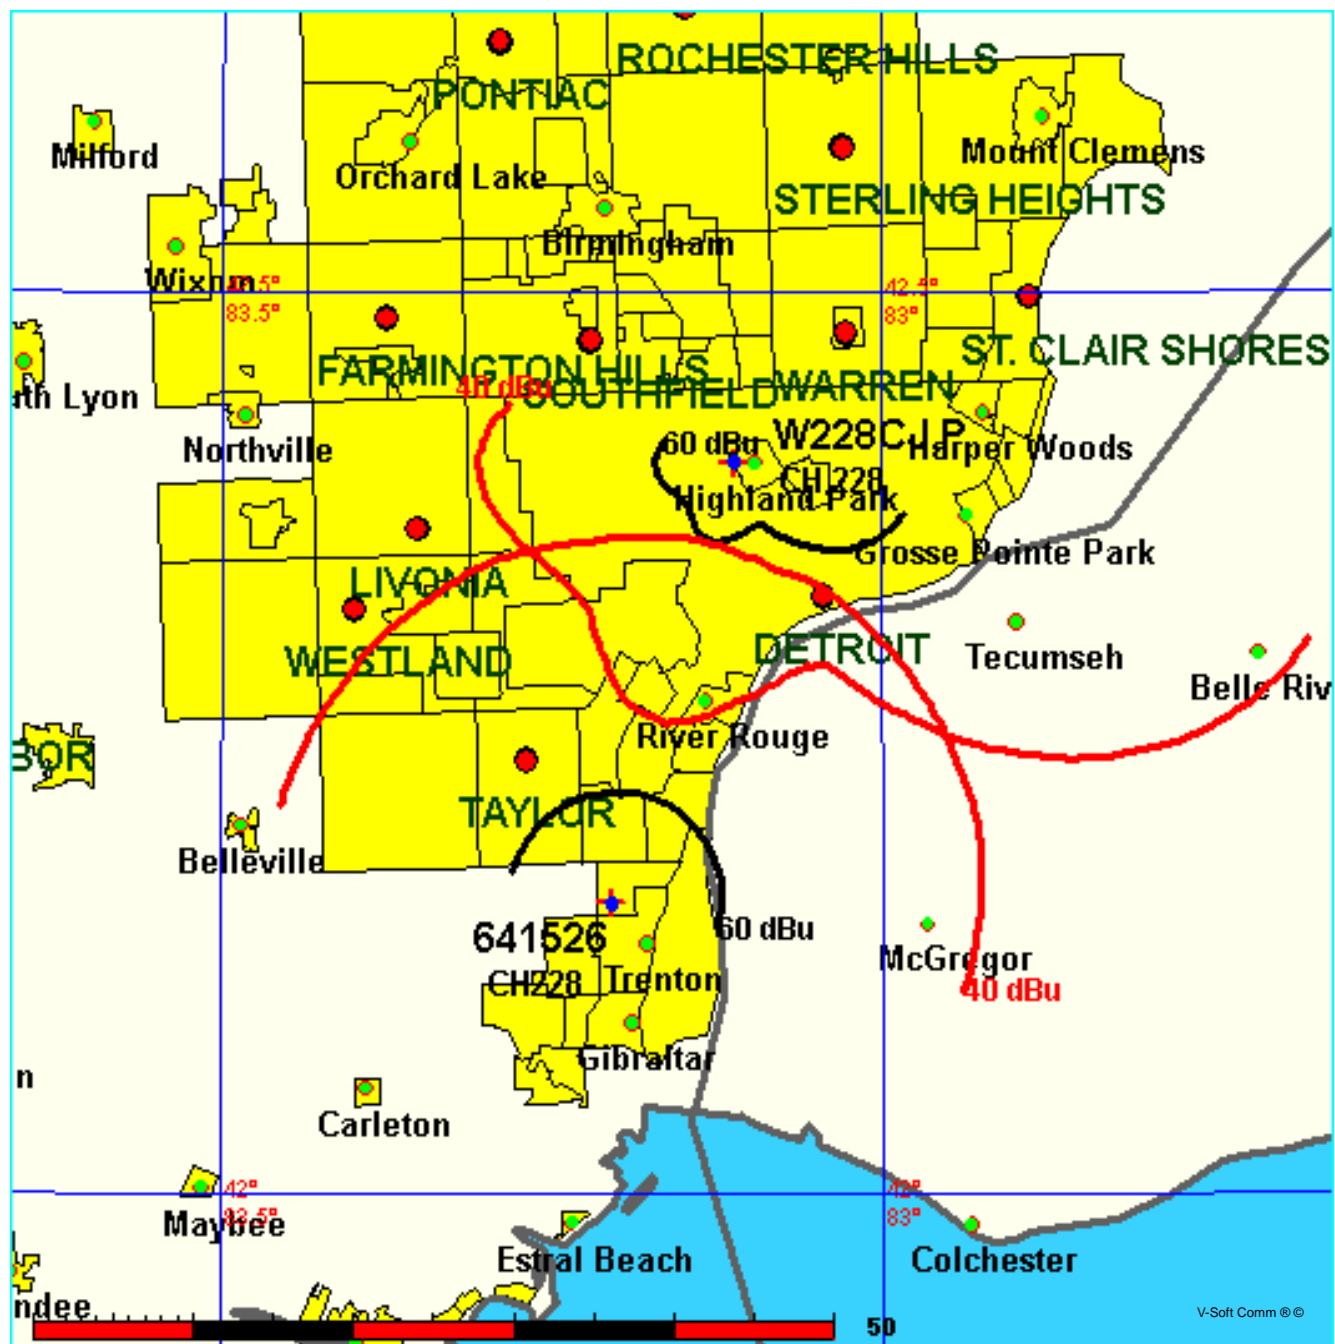 ROCHESTER HILLS
PONTIAC
Milford
Orchard Lake
Mount Clemens
STERLING HEIGHTS
Birmingham
Wixom
42.5°
83.5°
42.5°
83°
ST. CLAIR SHORES
FARMINGTON HILLS
40 dBu
SOUTHFIELD
WARREN
th Lyon
Northville
60 dBu
W228CJ.P
Harper Woods
CH228
Highland Park
Grosse Pointe Park
LIVONIA
WESTLAND
DETROIT
Tecumseh
Belle Riv
River Rouge
BOR
TAYLOR
Belleville
641526
60 dBu
CH228
Trenton
McGregor
40 dBu
Gibraltar
n
Carleton
42°
83.5°
42°
83°
Maybee
Estral Beach
Colchester
ndee
V-Soft Comm ® ©
50